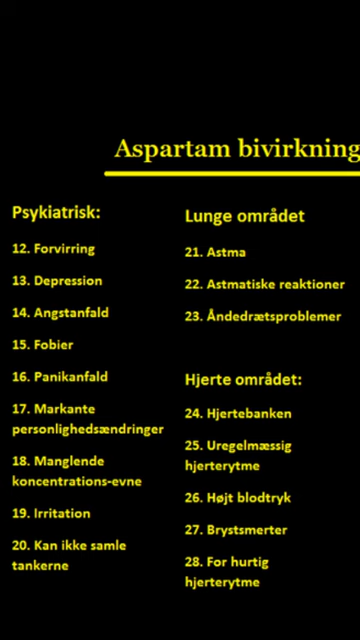 Aspartam bivirkning
Psykiatrisk:
12. Forvirring
13. Depression
14. Angstanfald
15. Fobier
16. Panikanfald
17. Markante
personlighedsændringer
18. Manglende
koncentrations-evne
19. Irritation
20. Kan ikke samle
tankerne
Lunge området
21. Astma
22. Astmatiske reaktioner
23. Åndedrætsproblemer
Hjerte området:
24. Hjertebanken
25. Uregelmæssig
hjerterytme
26. Højt blodtryk
27. Brystsmerter
28. For hurtig
hjerterytme